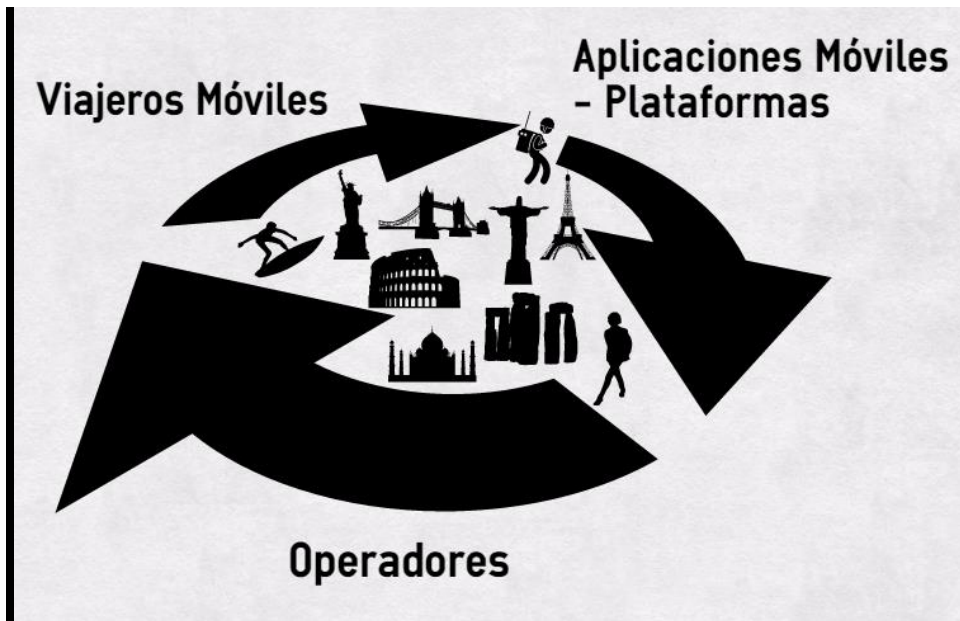 Viajeros Móviles
Aplicaciones Móviles
- Plataformas
Operadores